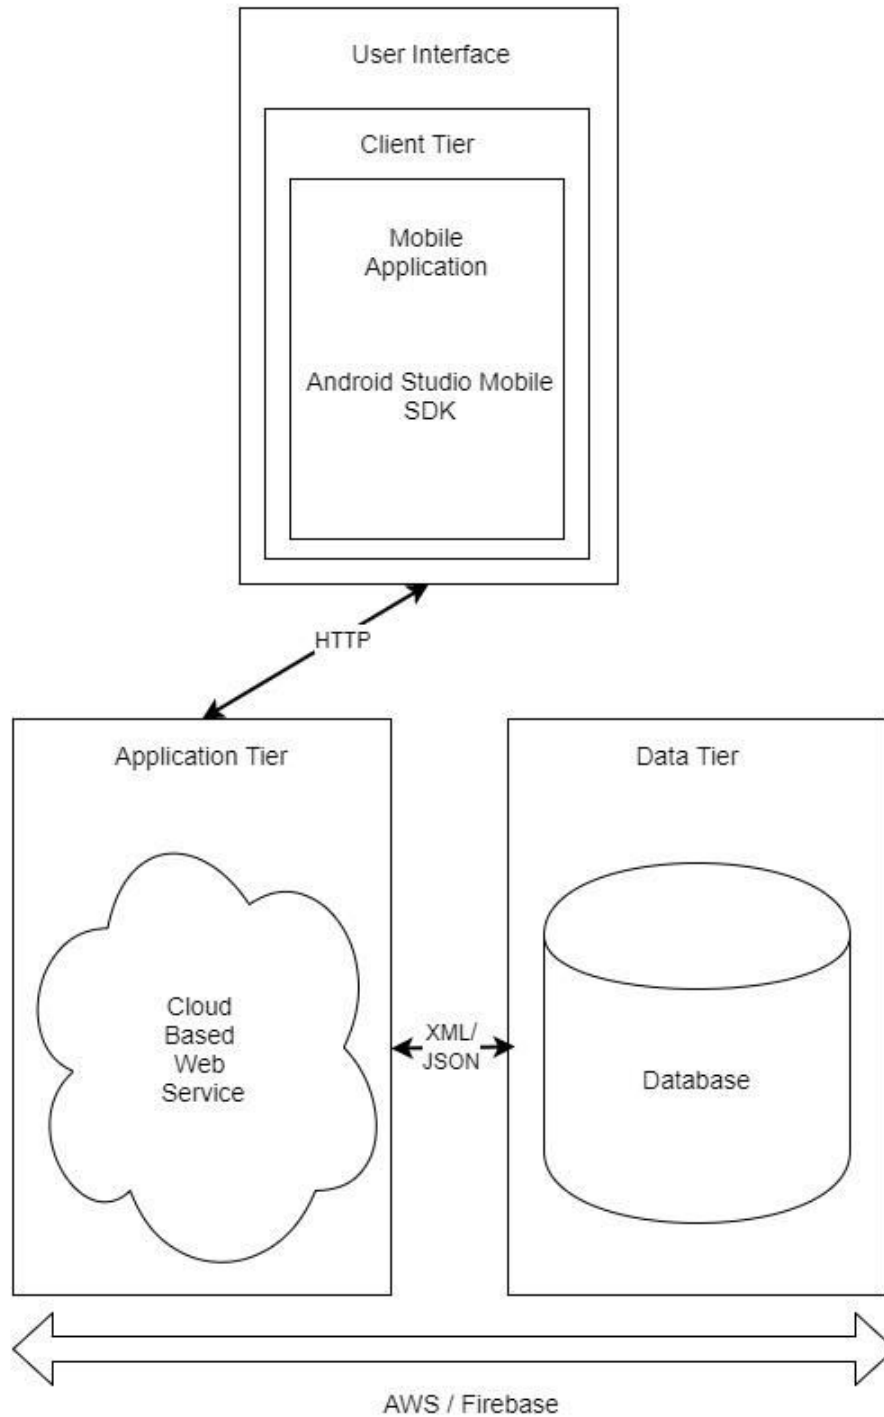 User Interface
Client Tier
Mobile
Application
Android Studio Mobile
SDK
HTTP
Application Tier
Data Tier
Cloud
Based
Web
Service
XML/
JSON
Database
AWS / Firebase